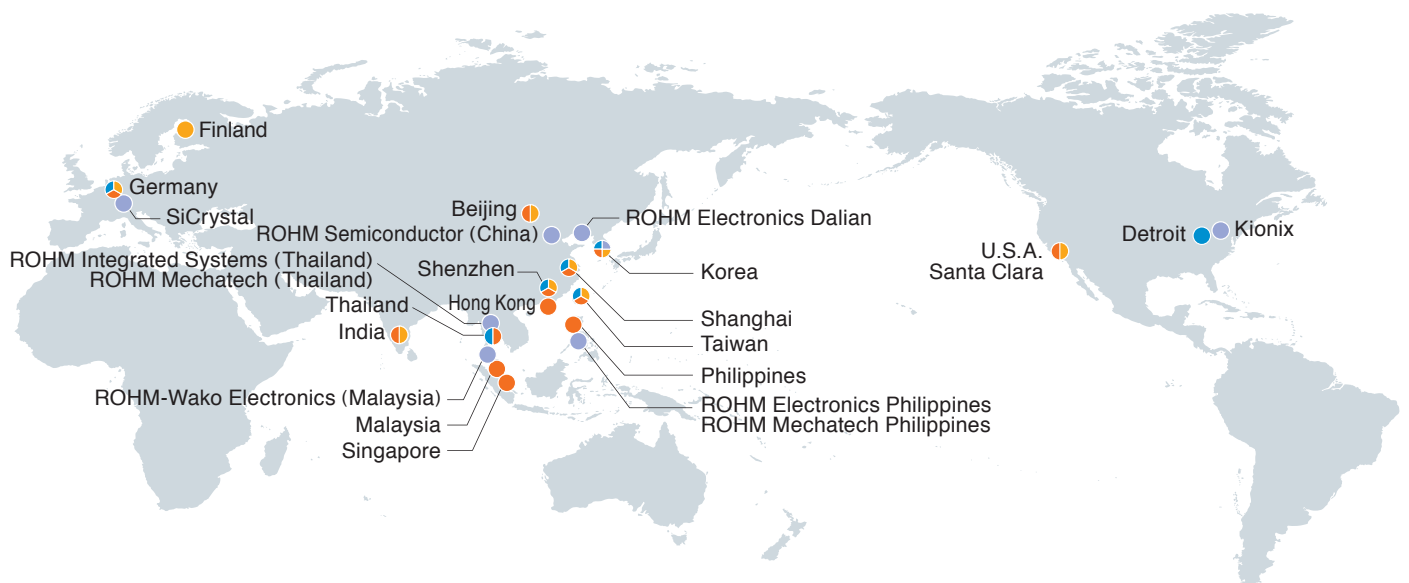 Finland
Germany
SiCrystal
Beijing
ROHM Semiconductor (China)
ROHM Integrated Systems (Thailand)
ROHM Mechatech (Thailand)
Shenzhen
Thailand
Hong Kong
India
ROHM-Wako Electronics (Malaysia)
Malaysia
Singapore
ROHM Electronics Dalian
Korea
Shanghai
Taiwan
Philippines
ROHM Electronics Philippines
ROHM Mechatech Philippines
U.S.A.
Santa Clara
Detroit
Kionix